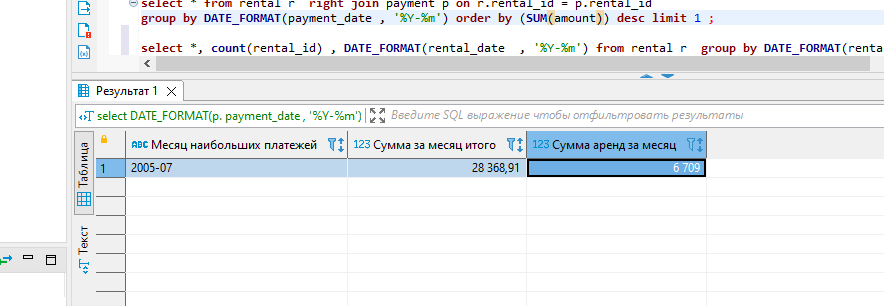 select * from rental r  right join payment p on r.rental_id = p.rental_id
group by DATE_FORMAT(payment_date , '%Y-%m') order by (SUM(amount)) desc limit 1 ;
select *, count(rental_id) , DATE_FORMAT(rental_date  , '%Y-%m') from rental r  group by DATE_FORMAT(renta
Результат 1
select DATE_FORMAT(p. payment_date , '%Y-%m')
Введите SQL выражение чтобы отфильтровать результаты
Таблица
Текст
ABC Месяц наибольших платежей
123 Сумма за месяц итого
123 Сумма аренд за месяц
1 2005-07 28 368,91 6 709